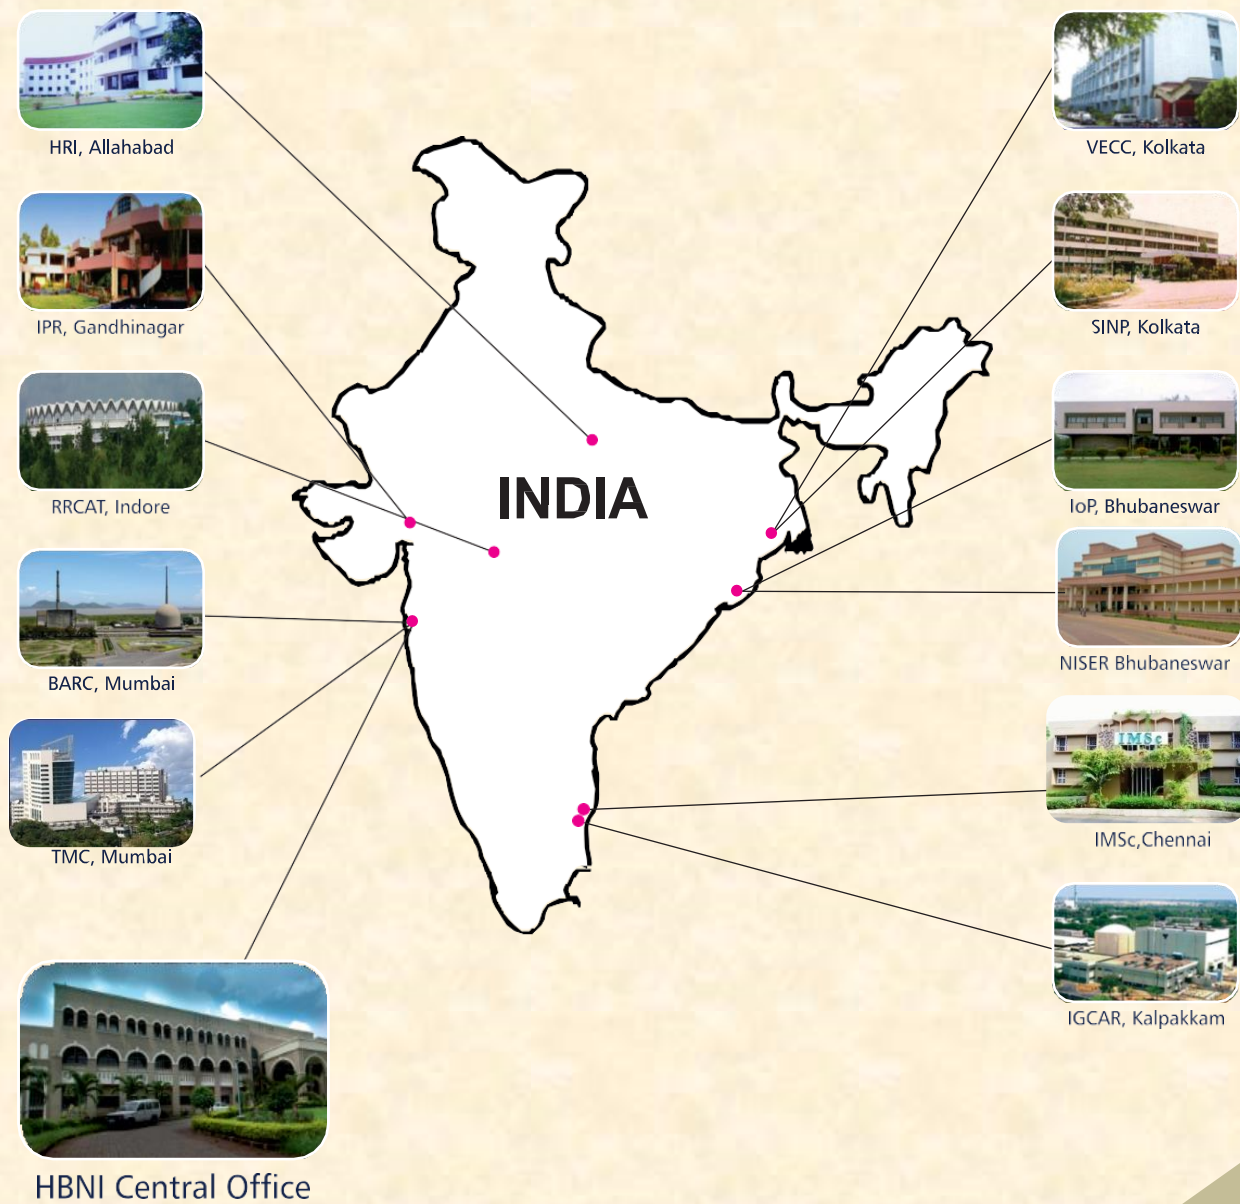 HRI, Allahabad
VECC, Kolkata
IPR, Gandhinagar
SINP, Kolkata
INDIA
RRCAT, Indore
IoP, Bhubaneswar
BARC, Mumbai
NISER Bhubaneswar
IMSc
TMC, Mumbai
IMSc,Chennai
IGCAR, Kalpakkam
HBNI Central Office